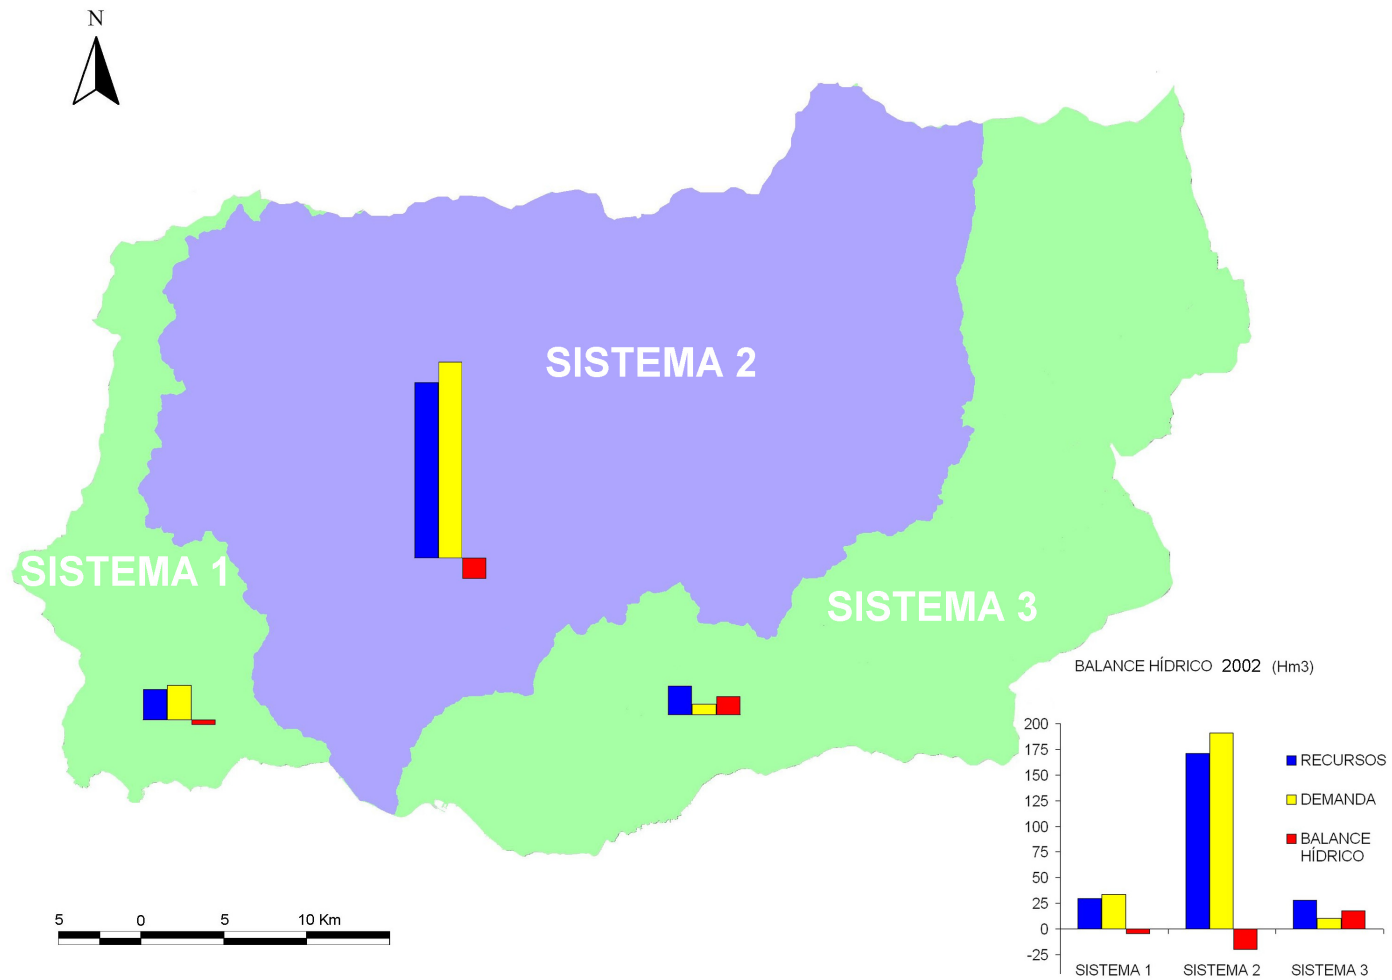 N
SISTEMA 2
SISTEMA 1
SISTEMA 3
BALANCE HÍDRICO 2002 (Hm3)
200
175
150
125
100
75
50
25
0
-25
RECURSOS
DEMANDA
BALANCE
HÍDRICO
SISTEMA 1 SISTEMA 2 SISTEMA 3
5 0 5 10 Km